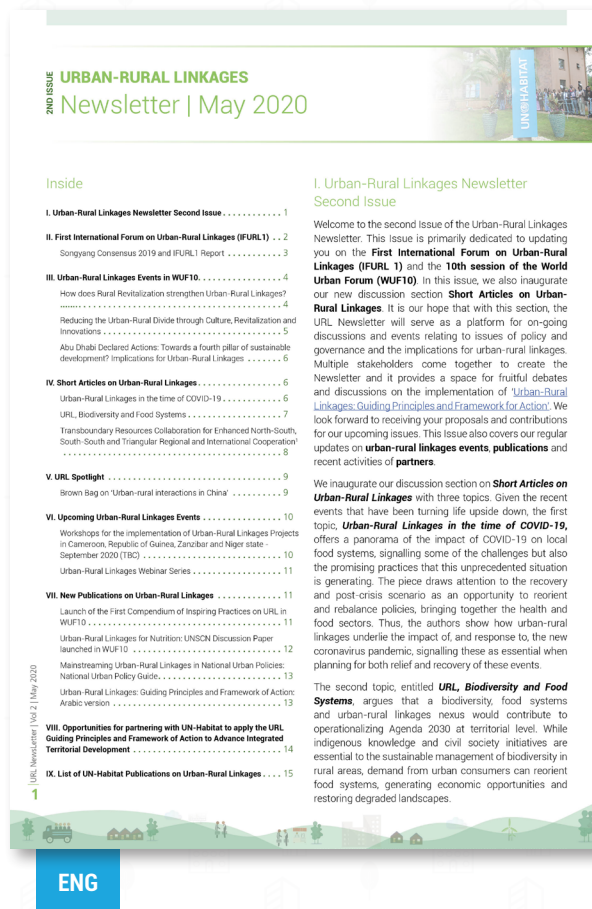 2ND ISSUE
URBAN-RURAL LINKAGES
Newsletter | May 2020
UN HABITAT
Inside
I. Urban-Rural Linkages Newsletter Second Issue . . . . . . . . . . . . 1
II. First International Forum on Urban-Rural Linkages (IFURL1) . . 2
Songyang Consensus 2019 and IFURL1 Report . . . . . . . . . . . 3
III. Urban-Rural Linkages Events in WUF10. . . . . . . . . . . . . . . . . 4
How does Rural Revitalization strengthen Urban-Rural Linkages?
. . . . . . . . . . . . . . . . . . . . . . . . . . . . . . . . . . . . . . . . . 4
Reducing the Urban-Rural Divide through Culture, Revitalization and
Innovations . . . . . . . . . . . . . . . . . . . . . . . . . . . . . . . . . . 5
Abu Dhabi Declared Actions: Towards a fourth pillar of sustainable
development? Implications for Urban-Rural Linkages . . . . . . . 6
IV. Short Articles on Urban-Rural Linkages . . . . . . . . . . . . . . . . . 6
Urban-Rural Linkages in the time of COVID-19 . . . . . . . . . . . 6
URL, Biodiversity and Food Systems . . . . . . . . . . . . . . . . . . 7
Transboundary Resources Collaboration for Enhanced North-South,
South-South and Triangular Regional and International Cooperation¹
. . . . . . . . . . . . . . . . . . . . . . . . . . . . . . . . . . . . . . . . . 8
V. URL Spotlight . . . . . . . . . . . . . . . . . . . . . . . . . . . . . . . . . . . 9
Brown Bag on 'Urban-rural interactions in China' . . . . . . . . . 9
VI. Upcoming Urban-Rural Linkages Events . . . . . . . . . . . . . . . 10
Workshops for the implementation of Urban-Rural Linkages Projects
in Cameroon, Republic of Guinea, Zanzibar and Niger state -
September 2020 (TBC) . . . . . . . . . . . . . . . . . . . . . . . . . . . 10
Urban-Rural Linkages Webinar Series . . . . . . . . . . . . . . . . . 11
VII. New Publications on Urban-Rural Linkages . . . . . . . . . . . . 11
Launch of the First Compendium of Inspiring Practices on URL in
WUF10 . . . . . . . . . . . . . . . . . . . . . . . . . . . . . . . . . . . . . 11
Urban-Rural Linkages for Nutrition: UNSCN Discussion Paper
launched in WUF10 . . . . . . . . . . . . . . . . . . . . . . . . . . . . . 12
Mainstreaming Urban-Rural Linkages in National Urban Policies:
National Urban Policy Guide. . . . . . . . . . . . . . . . . . . . . . . . . 13
Urban-Rural Linkages: Guiding Principles and Framework of Action:
Arabic version . . . . . . . . . . . . . . . . . . . . . . . . . . . . . . . . . 13
VIII. Opportunities for partnering with UN-Habitat to apply the URL
Guiding Principles and Framework of Action to Advance Integrated
Territorial Development . . . . . . . . . . . . . . . . . . . . . . . . . . . . . 14
IX. List of UN-Habitat Publications on Urban-Rural Linkages . . . . 15
URL NewsLetter | Vol 2 | May 2020
1
I. Urban-Rural Linkages Newsletter
Second Issue
Welcome to the second Issue of the Urban-Rural Linkages
Newsletter. This Issue is primarily dedicated to updating
you on the First International Forum on Urban-Rural
Linkages (IFURL 1) and the 10th session of the World
Urban Forum (WUF10). In this issue, we also inaugurate
our new discussion section Short Articles on Urban-
Rural Linkages. It is our hope that with this section, the
URL Newsletter will serve as a platform for on-going
discussions and events relating to issues of policy and
governance and the implications for urban-rural linkages.
Multiple stakeholders come together to create the
Newsletter and it provides a space for fruitful debates
and discussions on the implementation of 'Urban-Rural
Linkages: Guiding Principles and Framework for Action'. We
look forward to receiving your proposals and contributions
for our upcoming issues. This Issue also covers our regular
updates on urban-rural linkages events, publications and
recent activities of partners.
We inaugurate our discussion section on Short Articles on
Urban-Rural Linkages with three topics. Given the recent
events that have been turning life upside down, the first
topic, Urban-Rural Linkages in the time of COVID-19,
offers a panorama of the impact of COVID-19 on local
food systems, signalling some of the challenges but also
the promising practices that this unprecedented situation
is generating. The piece draws attention to the recovery
and post-crisis scenario as an opportunity to reorient
and rebalance policies, bringing together the health and
food sectors. Thus, the authors show how urban-rural
linkages underlie the impact of, and response to, the new
coronavirus pandemic, signalling these as essential when
planning for both relief and recovery of these events.
The second topic, entitled URL, Biodiversity and Food
Systems, argues that a biodiversity, food systems
and urban-rural linkages nexus would contribute to
operationalizing Agenda 2030 at territorial level. While
indigenous knowledge and civil society initiatives are
essential to the sustainable management of biodiversity in
rural areas, demand from urban consumers can reorient
food systems, generating economic opportunities and
restoring degraded landscapes.
ENG